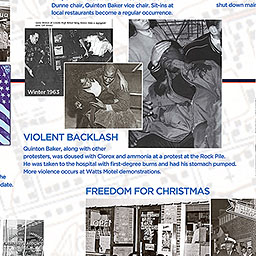 Dunne chair, Quinton Baker vice chair. Sit-ins at
local restaurants become a regular occurrence.
shut down main
Winter 1963
VIOLENT BACKLASH
Quinton Baker, along with other
protesters, was doused with Clorox and ammonia at a protest at the Rock Pile.
He was taken to the hospital with first-degree burns and had his stomach pumped.
More violence occurs at Watts Motel demonstrations.
the
date.
FREEDOM FOR CHRISTMAS